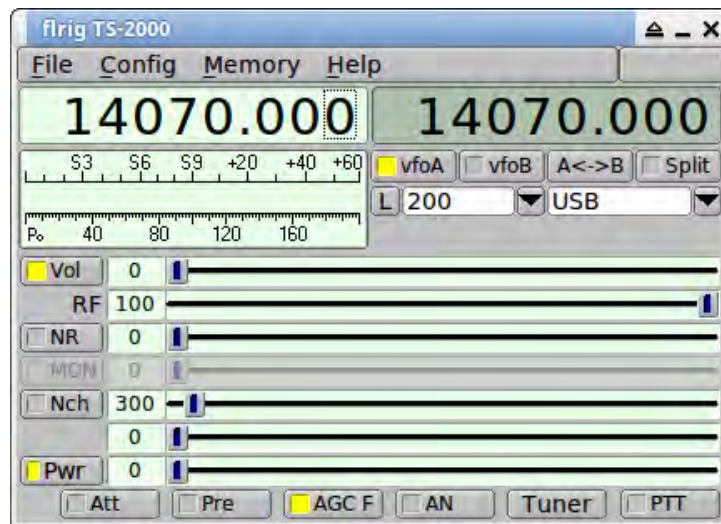 flrig TS-2000
File Config Memory Help
14070.000 14070.000
S3 S6 S9 +20 +40 +60
vfoA vfoB A<->B Split
L 200 USB
Po 40 80 120 160
Vol 0
RF 100
NR 0
MON 0
Nch 300
0
Pwr 0
Att Pre AGC F AN Tuner PTT